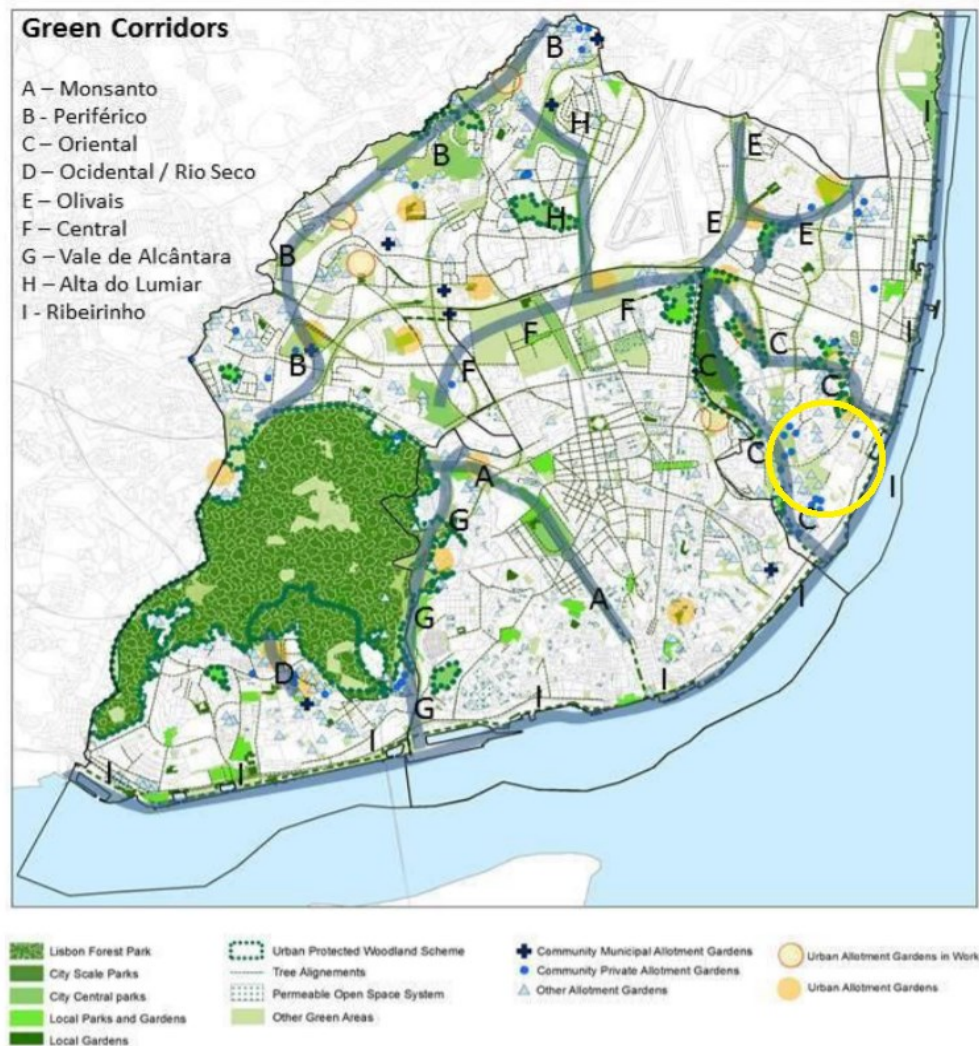 Green Corridors
A – Monsanto
B - Periférico
C – Oriental
D – Ocidental / Rio Seco
E – Olivais
F – Central
G – Vale de Alcântara
H – Alta do Lumiar
I - Ribeirinho
B
I
H
E
B
H
E
E
B
I
F
F
C
B
F
C
C
C
I
A
G
C
A
I
G
D
G
I
I
I
I
I
Lisbon Forest Park
City Scale Parks
City Central parks
Local Parks and Gardens
Local Gardens
Urban Protected Woodland Scheme
Tree Alignements
Permeable Open Space System
Other Green Areas
Community Municipal Allotment Gardens
Community Private Allotment Gardens
Other Allotment Gardens
Urban Allotment Gardens in Work
Urban Allotment Gardens